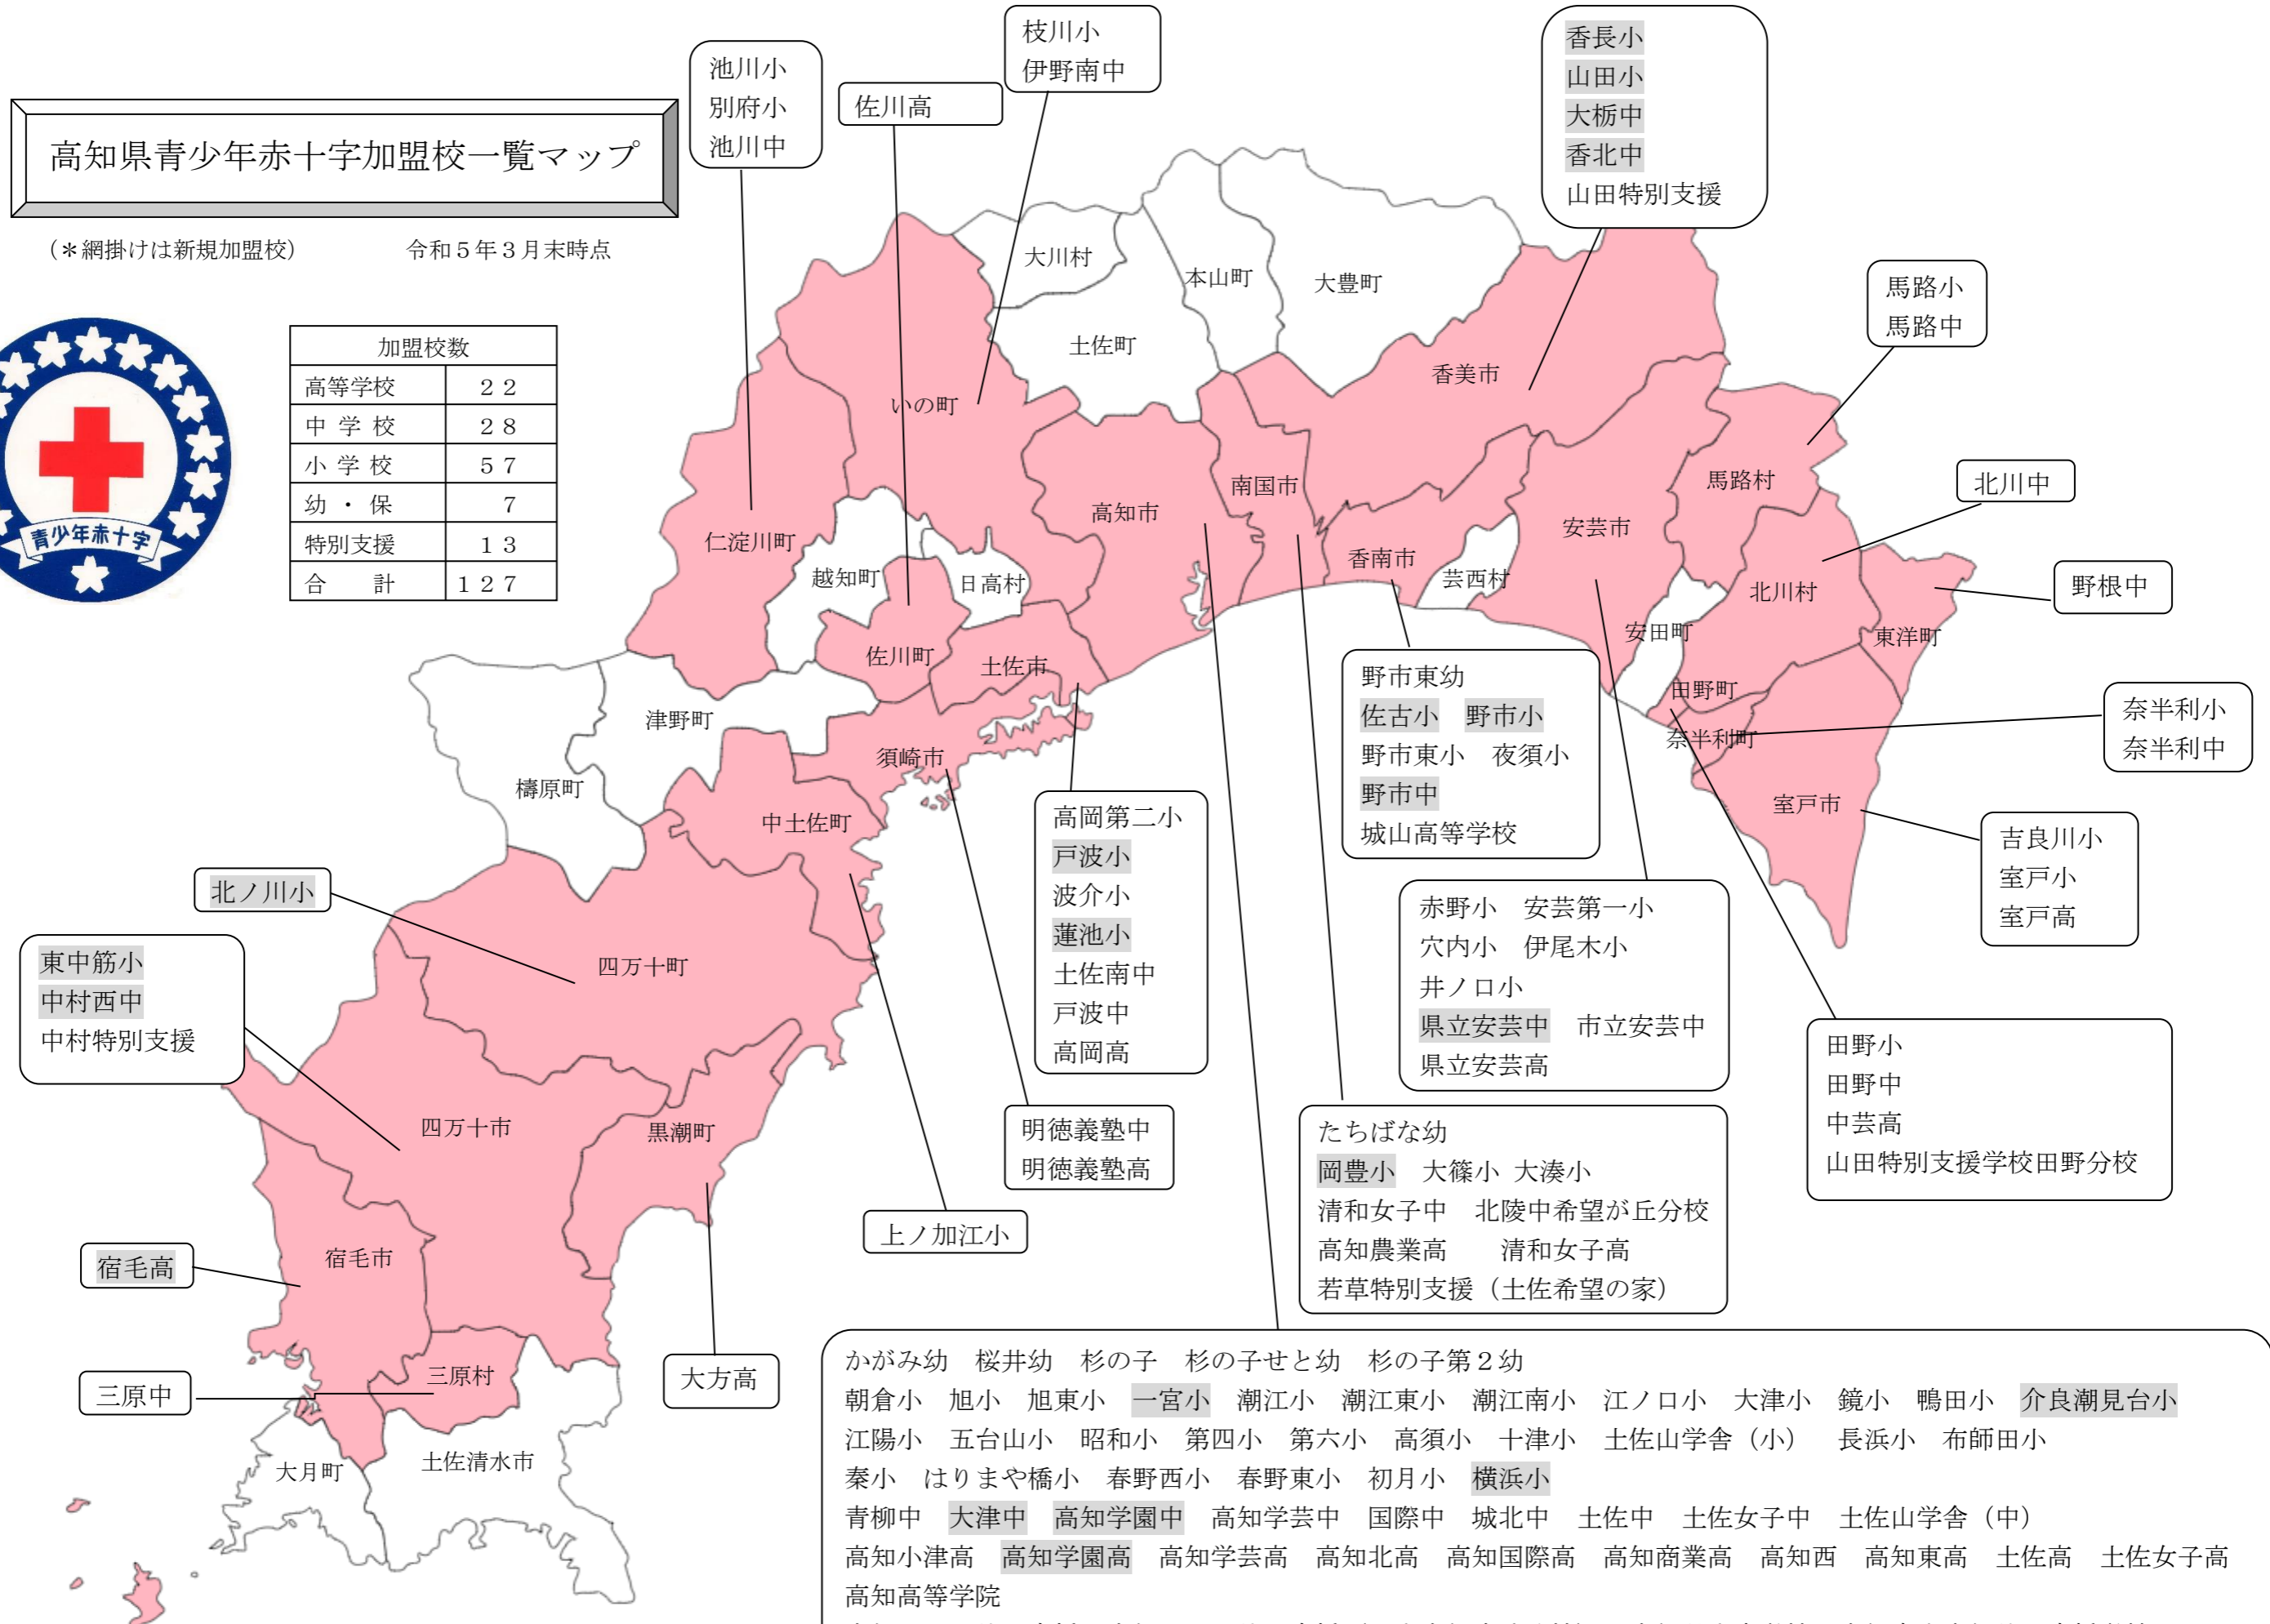 高知県青少年赤十字加盟校一覧マップ
（＊網掛けは新規加盟校） 令和５年３月末時点
青少年赤十字
加盟校数
高等学校 ２２
中学校 ２８
小学校 ５７
幼・保 ７
特別支援 １３
合計 １２７
池川小
別府小
池川中
佐川高
枝川小
伊野南中
香長小
山田小
大栃中
香北中
山田特別支援
馬路小
馬路中
北川中
野根中
奈半利小
奈半利中
吉良川小
室戸小
室戸高
田野小
田野中
中芸高
山田特別支援学校田野分校
大川村
本山町
大豊町
土佐町
いの町
香美市
仁淀川町
越知町
日高村
高知市
南国市
香南市
芸西村
安芸市
馬路村
北川村
安田町
東洋町
田野町
奈半利町
室戸市
佐川町
土佐市
津野町
須崎市
檮原町
中土佐町
四万十町
四万十市
黒潮町
宿毛市
三原村
大月町
土佐清水市
野市東幼
佐古小 野市小
野市東小 夜須小
野市中
城山高等学校
赤野小 安芸第一小
穴内小 伊尾木小
井ノ口小
県立安芸中 市立安芸中
県立安芸高
高岡第二小
戸波小
波介小
蓮池小
土佐南中
戸波中
高岡高
明徳義塾中
明徳義塾高
上ノ加江小
北ノ川小
東中筋小
中村西中
中村特別支援
宿毛高
三原中
大方高
たちばな幼
岡豊小 大篠小 大湊小
清和女子中 北陵中希望が丘分校
高知農業高 清和女子高
若草特別支援（土佐希望の家）
かがみ幼 桜井幼 杉の子 杉の子せと幼 杉の子第２幼
朝倉小 旭小 旭東小 一宮小 潮江小 潮江東小 潮江南小 江ノ口小 大津小 鏡小 鴨田小 介良潮見台小
江陽小 五台山小 昭和小 第四小 第六小 高須小 十津小 土佐山学舎（小） 長浜小 布師田小
秦小 はりまや橋小 春野西小 春野東小 初月小 横浜小
青柳中 大津中 高知学園中 高知学芸中 国際中 城北中 土佐中 土佐女子中 土佐山学舎（中）
高知小津高 高知学園高 高知学芸高 高知北高 高知国際高 高知商業高 高知西 高知東高 土佐高 土佐女子高
高知高等学院